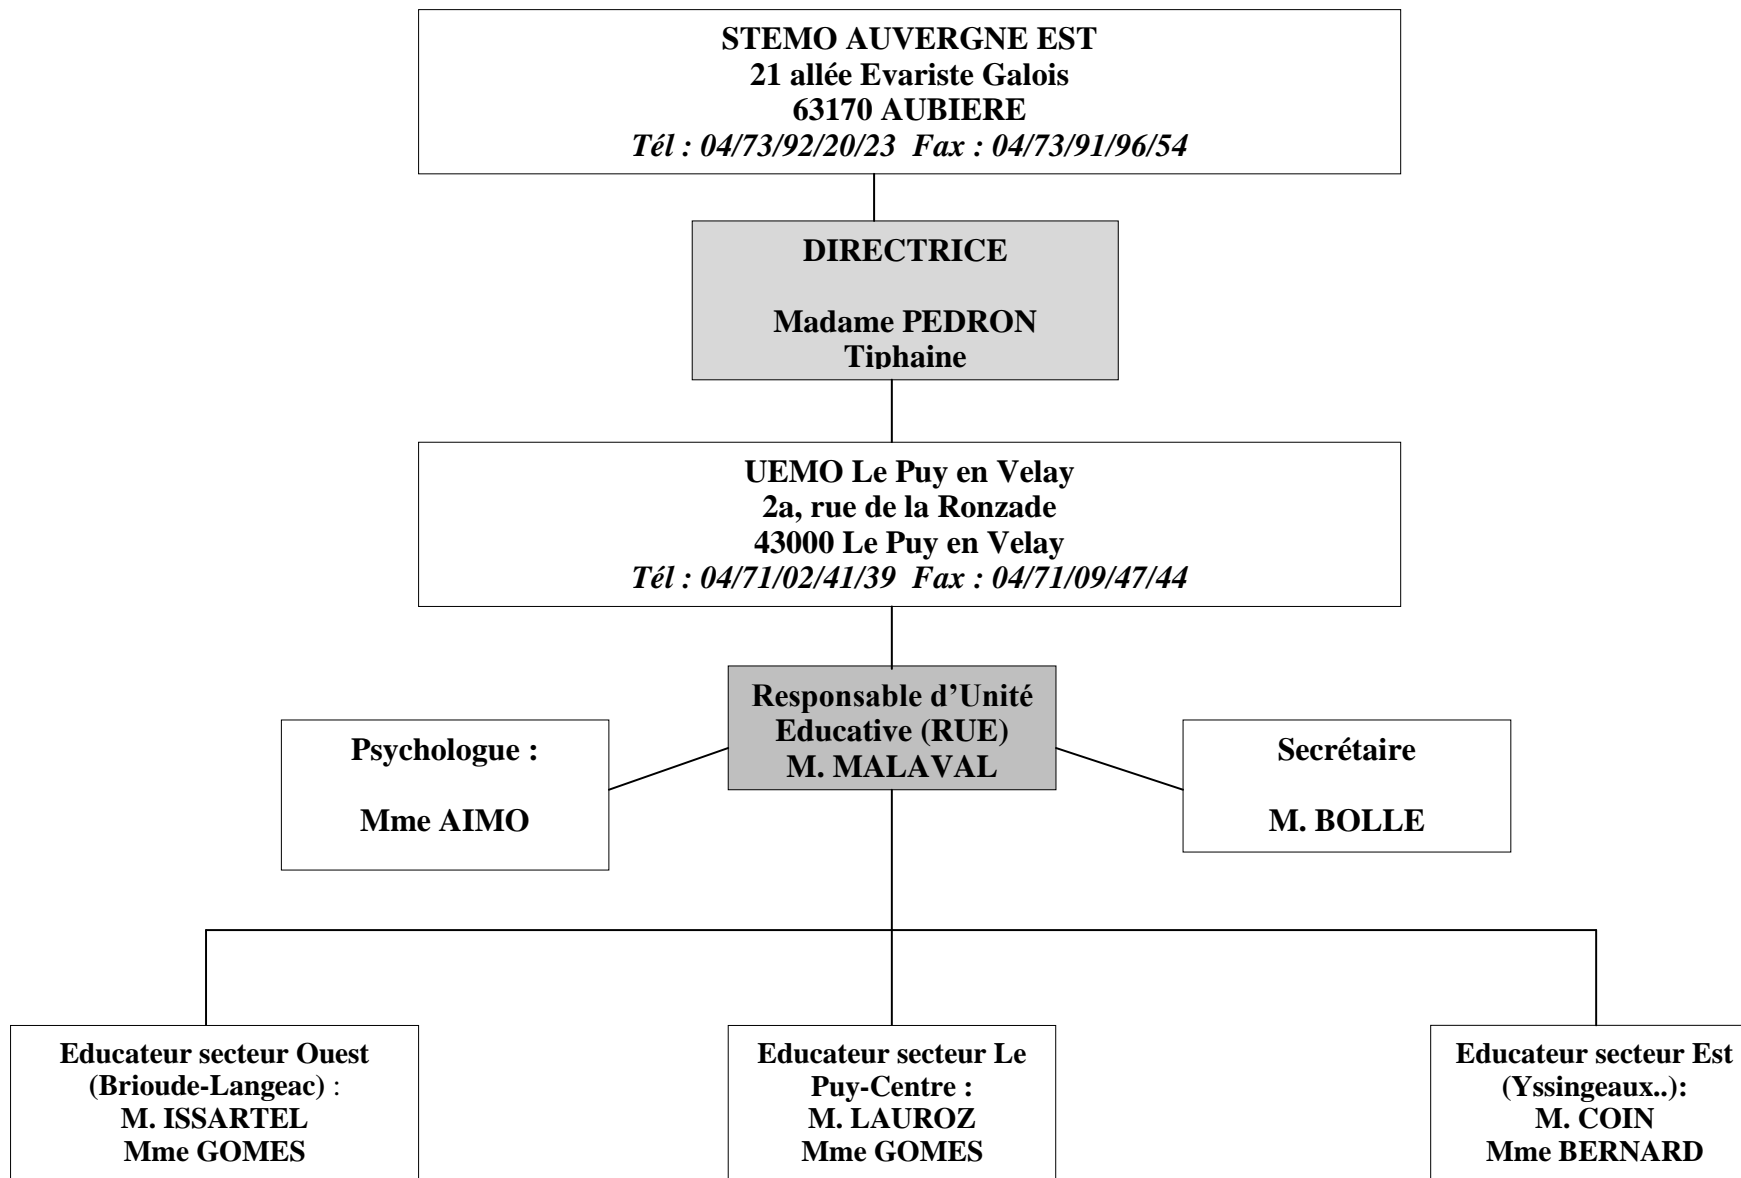 STEMO AUVERGNE EST
21 allée Evariste Galois
63170 AUBIERE
Tél : 04/73/92/20/23  Fax : 04/73/91/96/54
DIRECTRICE
Madame PEDRON
Tiphaine
UEMO Le Puy en Velay
2a, rue de la Ronzade
43000 Le Puy en Velay
Tél : 04/71/02/41/39  Fax : 04/71/09/47/44
Responsable d’Unité
Educative (RUE)
M. MALAVAL
Psychologue :
Mme AIMO
Secrétaire
M. BOLLE
Educateur secteur Ouest
(Brioude-Langeac) :
M. ISSARTEL
Mme GOMES
Educateur secteur Le
Puy-Centre :
M. LAUROZ
Mme GOMES
Educateur secteur Est
(Yssingeaux..):
M. COIN
Mme BERNARD